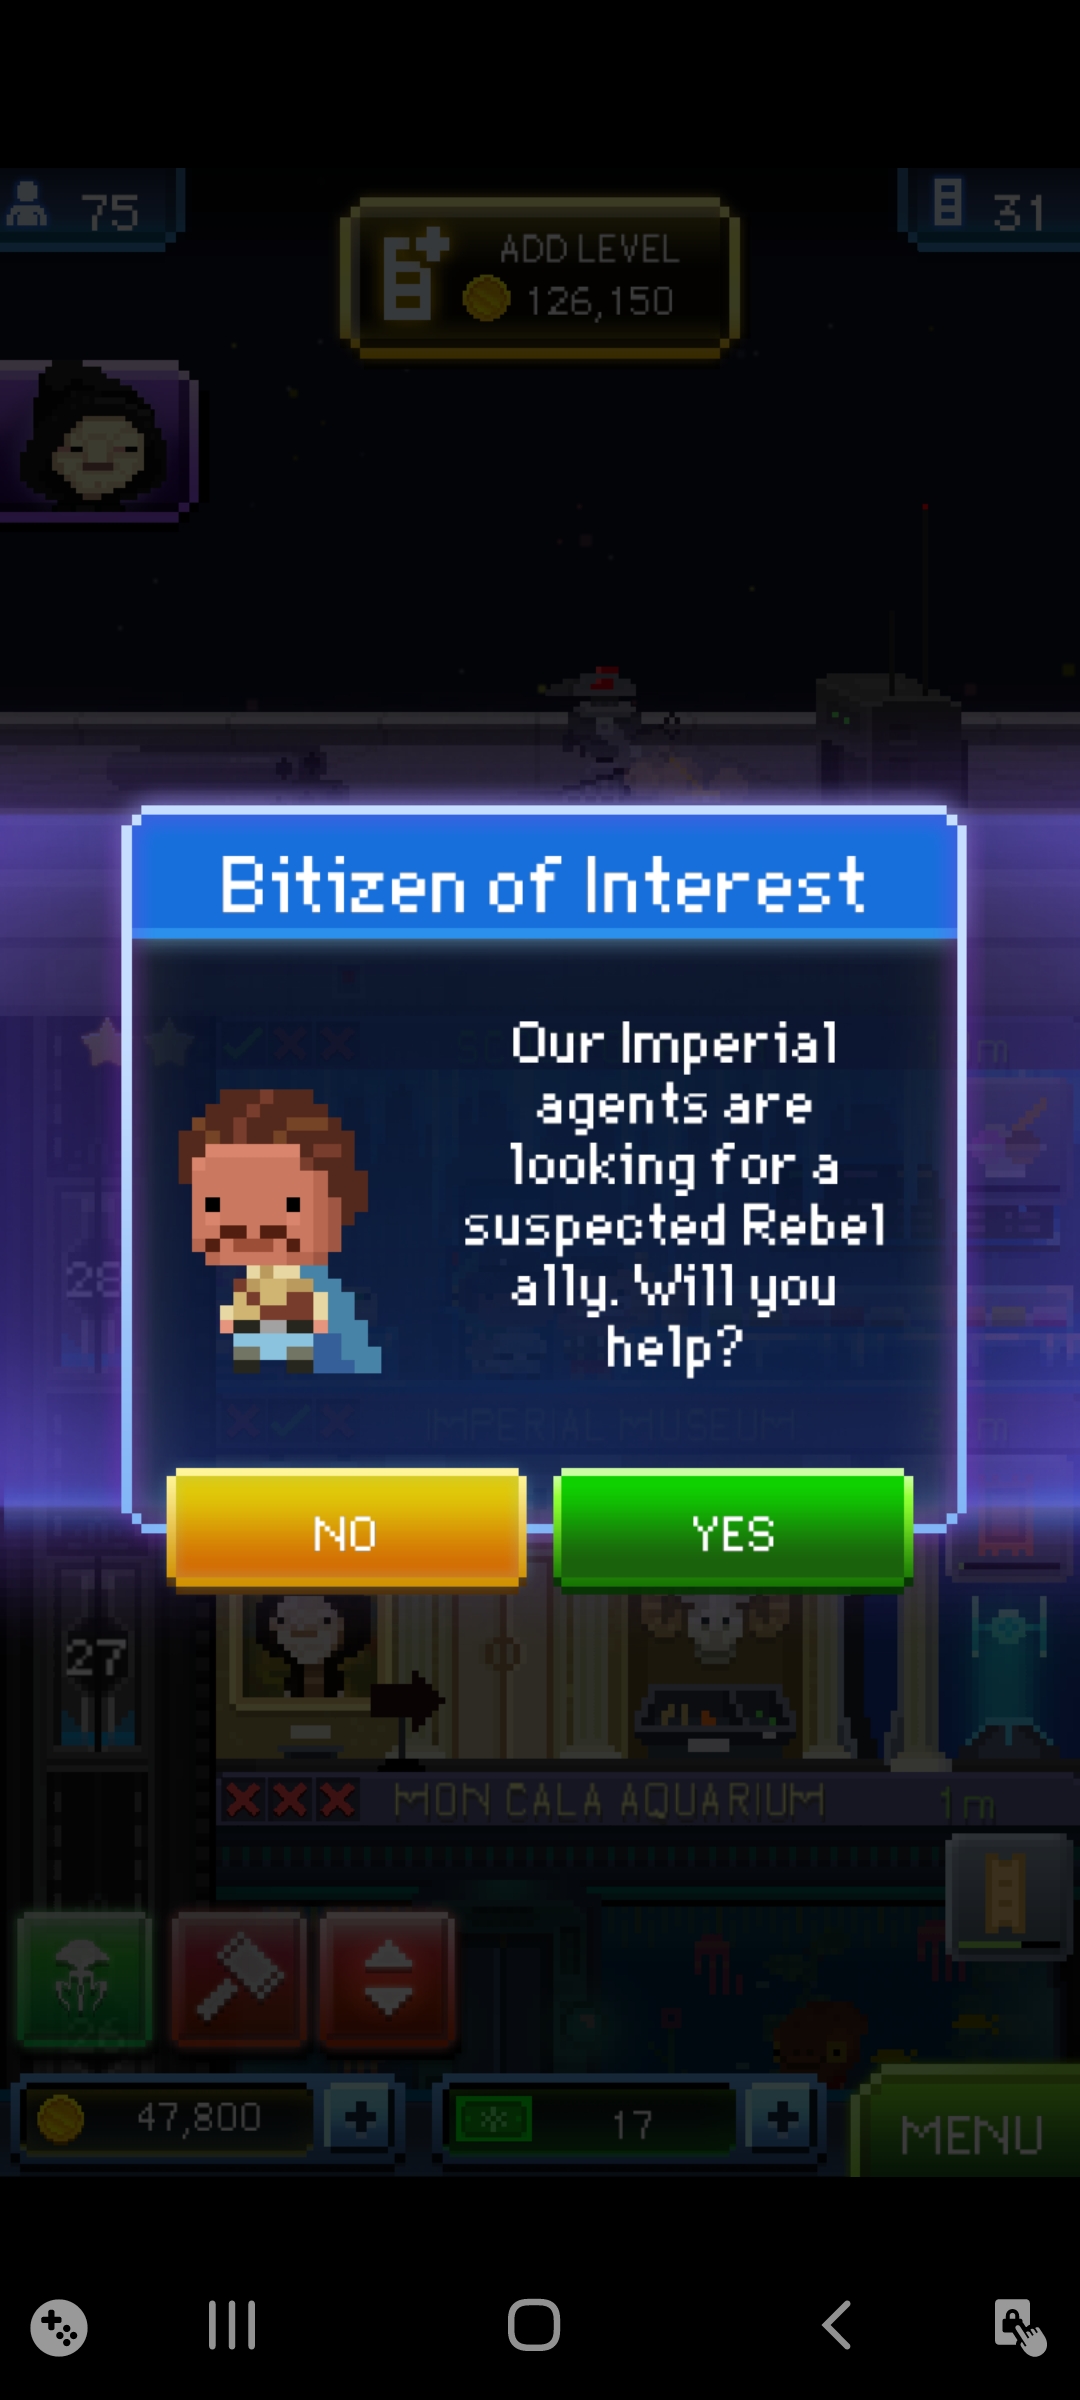 75
31
ADD LEVEL
126,150
Bitizen of Interest
Our Imperial
agents are
looking for a
suspected Rebel
ally. Will you
help?
28
IMPERIAL MUSEUM
m
NO
YES
27
MON CALA AQUARIUM
1m
26
47,800
17
MENU